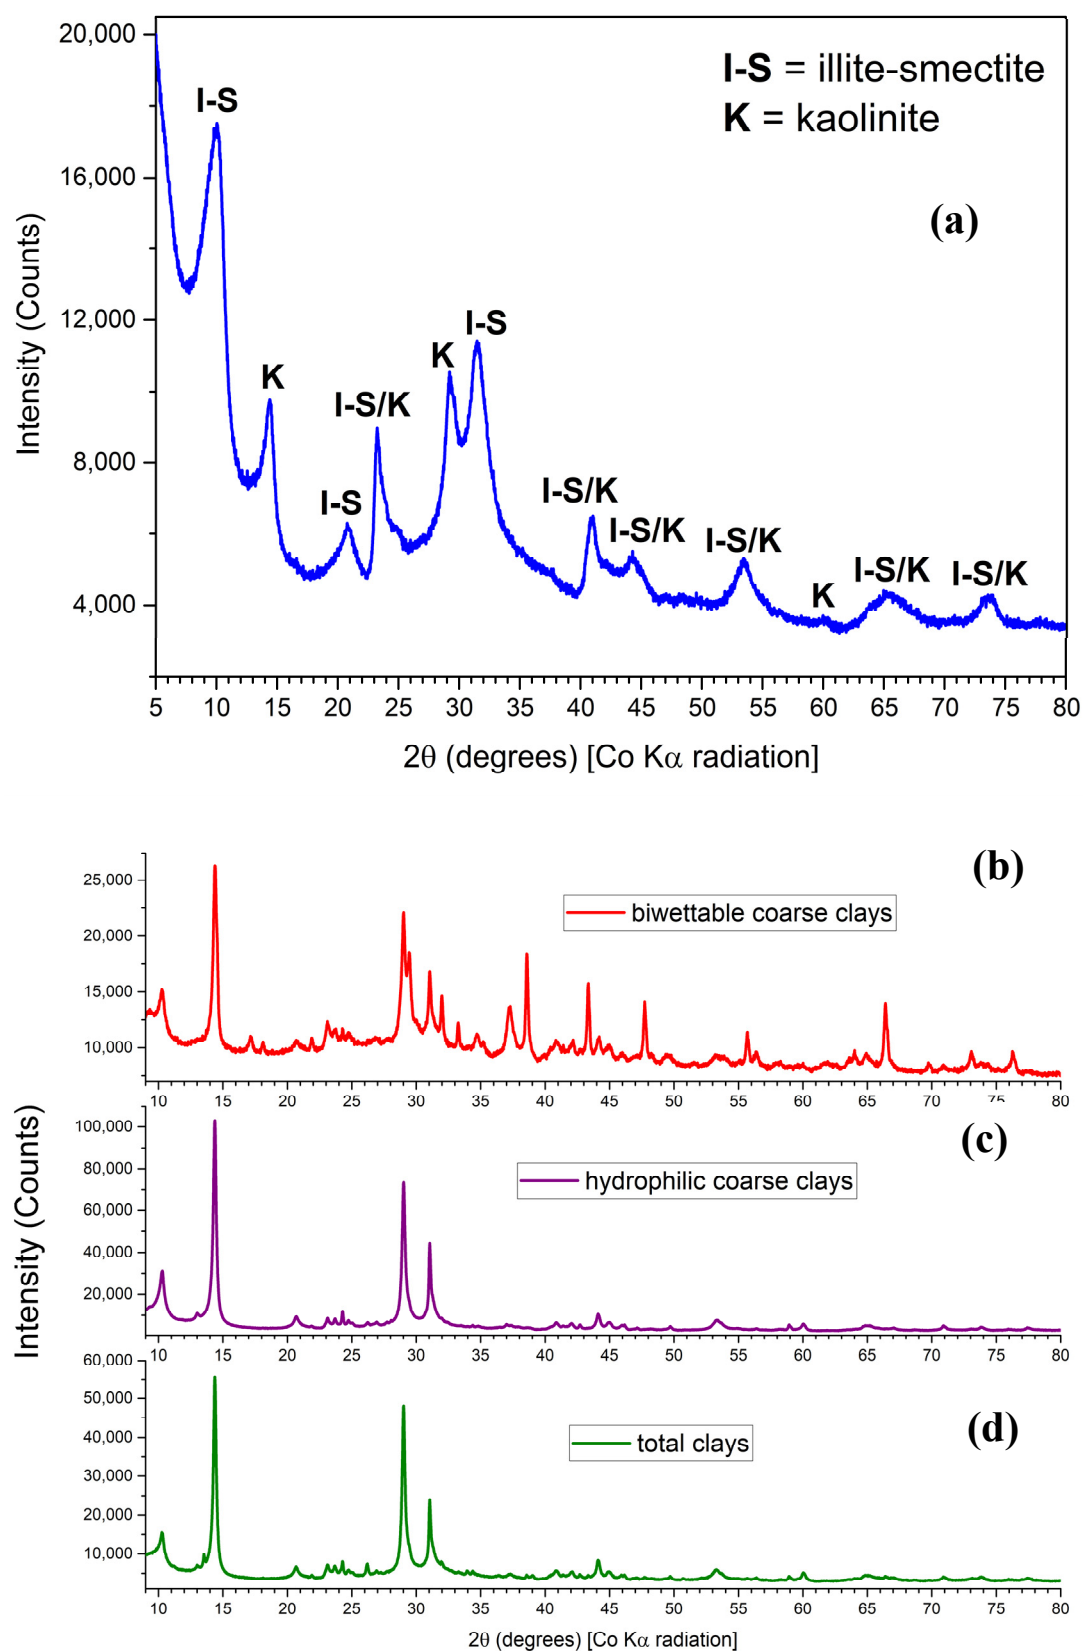 20,000
16,000
12,000
8,000
4,000
Intensity (Counts)
I-S = illite-smectite
K = kaolinite
(a)
I-S
K
I-S
I-S/K
K
I-S
I-S/K
I-S/K
I-S/K
K
I-S/K
I-S/K
5 10 15 20 25 30 35 40 45 50 55 60 65 70 75 80
2θ (degrees) [Co Kα radiation]
(b)
biwettable coarse clays
25,000
20,000
15,000
10,000
10 15 20 25 30 35 40 45 50 55 60 65 70 75 80
Intensity (Counts)
(c)
hydrophilic coarse clays
100,000
80,000
60,000
40,000
20,000
10 15 20 25 30 35 40 45 50 55 60 65 70 75 80
(d)
total clays
60,000
50,000
40,000
30,000
20,000
10,000
10 15 20 25 30 35 40 45 50 55 60 65 70 75 80
2θ (degrees) [Co Kα radiation]